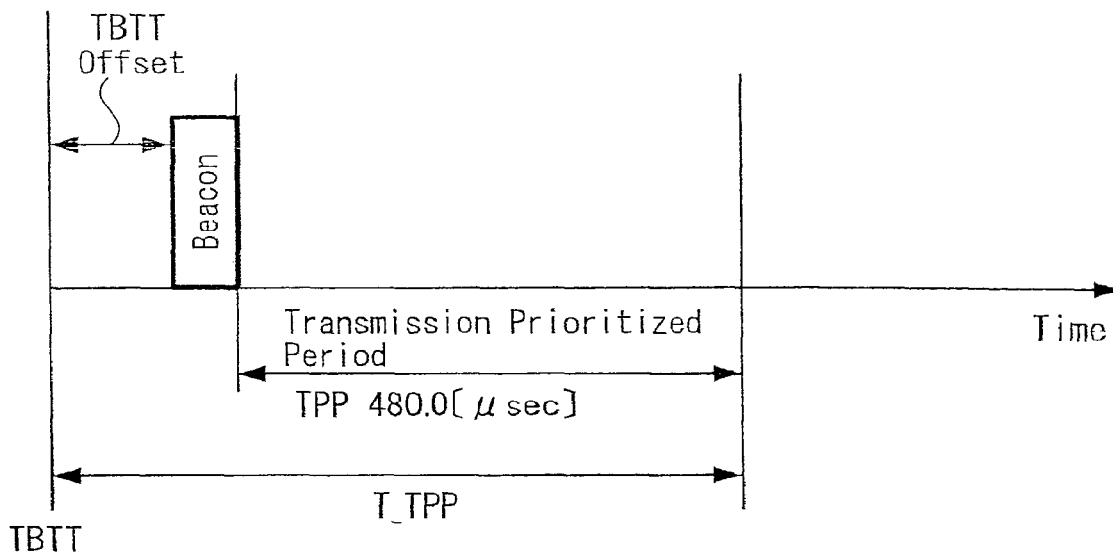 TBTT
Offset
Beacon
Time
Transmission Prioritized
Period
TPP 480.0[μsec]
T_TPP
TBTT